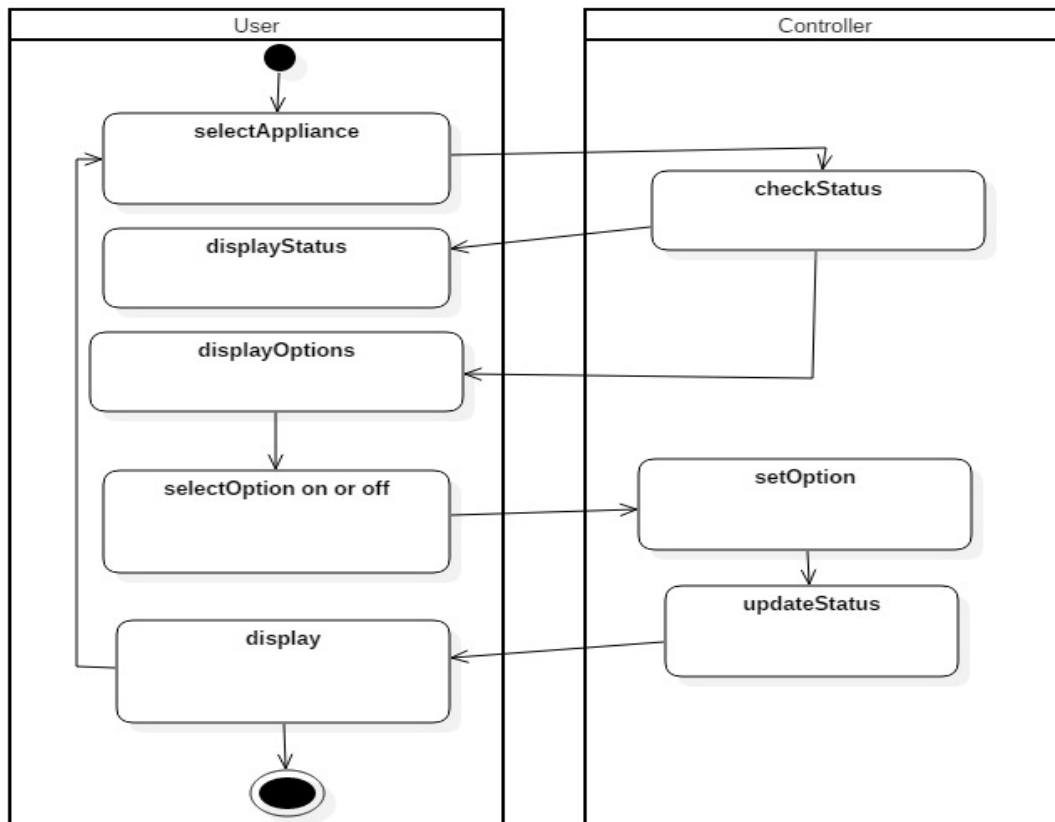 User
Controller
selectAppliance
checkStatus
displayStatus
displayOptions
selectOption on or off
setOption
updateStatus
display